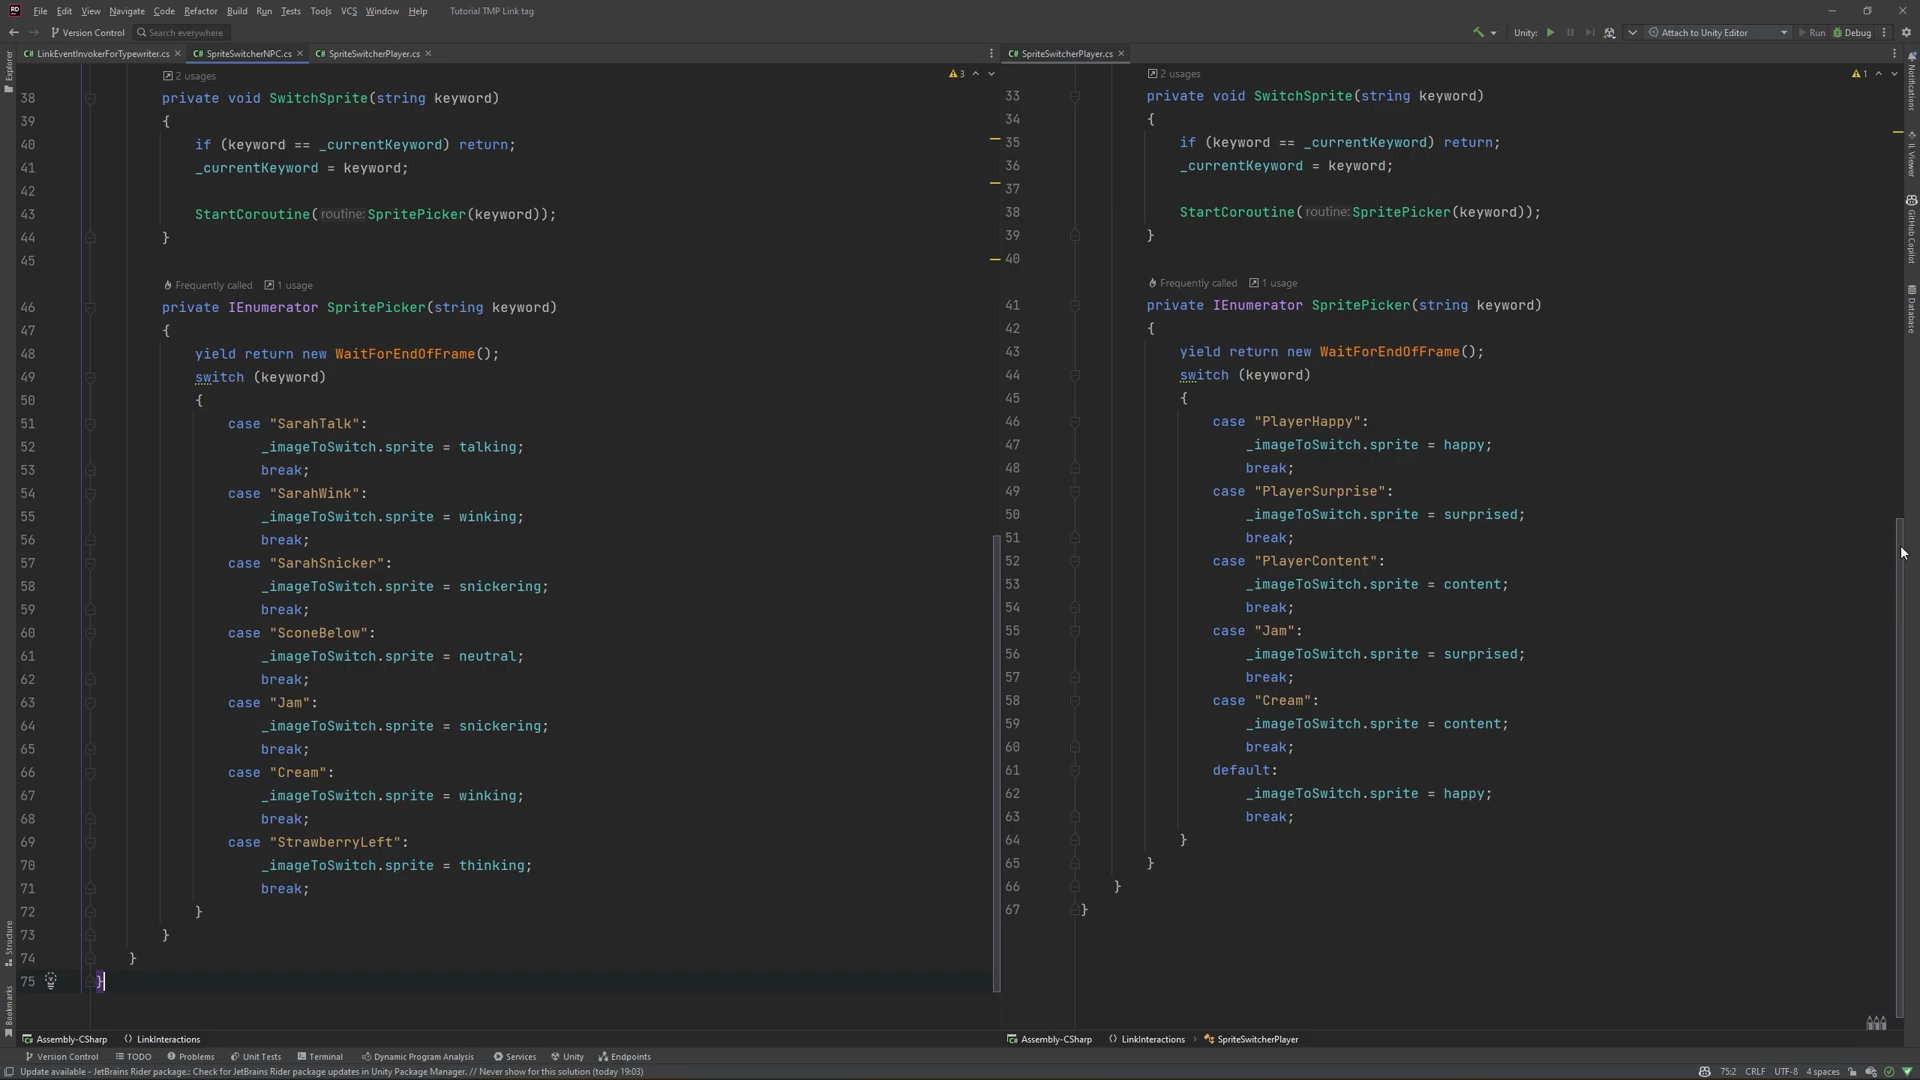 File Edit View Navigate Code Refactor Build Run Tests Tools VCS Window Help Tutorial TMP Link tag
Version Control Search everywhere Unity: Attach to Unity Editor Run Debug
LinkEventInvokerForTypewriter.cs SpriteSwitcherNPC.cs SpriteSwitcherPlayer.cs
2 usages 3
38 private void SwitchSprite(string keyword)
39 {
40 if (keyword == _currentKeyword) return;
41 _currentKeyword = keyword;
42
43 StartCoroutine(routine: SpritePicker(keyword));
44 }
45
Frequently called 1 usage
46 private IEnumerator SpritePicker(string keyword)
47 {
48 yield return new WaitForEndOfFrame();
49 switch (keyword)
50 {
51 case "SarahTalk":
52 _imageToSwitch.sprite = talking;
53 break;
54 case "SarahWink":
55 _imageToSwitch.sprite = winking;
56 break;
57 case "SarahSnicker":
58 _imageToSwitch.sprite = snickering;
59 break;
60 case "SconeBelow":
61 _imageToSwitch.sprite = neutral;
62 break;
63 case "Jam":
64 _imageToSwitch.sprite = snickering;
65 break;
66 case "Cream":
67 _imageToSwitch.sprite = winking;
68 break;
69 case "StrawberryLeft":
70 _imageToSwitch.sprite = thinking;
71 break;
72 }
73 }
74 }
75 }
Assembly-CSharp LinkInteractions
SpriteSwitcherPlayer.cs
2 usages 1
33 private void SwitchSprite(string keyword)
34 {
35 if (keyword == _currentKeyword) return;
36 _currentKeyword = keyword;
37
38 StartCoroutine(routine: SpritePicker(keyword));
39 }
40
Frequently called 1 usage
41 private IEnumerator SpritePicker(string keyword)
42 {
43 yield return new WaitForEndOfFrame();
44 switch (keyword)
45 {
46 case "PlayerHappy":
47 _imageToSwitch.sprite = happy;
48 break;
49 case "PlayerSurprise":
50 _imageToSwitch.sprite = surprised;
51 break;
52 case "PlayerContent":
53 _imageToSwitch.sprite = content;
54 break;
55 case "Jam":
56 _imageToSwitch.sprite = surprised;
57 break;
58 case "Cream":
59 _imageToSwitch.sprite = content;
60 break;
61 default:
62 _imageToSwitch.sprite = happy;
63 break;
64 }
65 }
66 }
67 }
Assembly-CSharp LinkInteractions SpriteSwitcherPlayer
Explorer
Structure
Bookmarks
Notifications
IL Viewer
GitHub Copilot
Database
Version Control TODO Problems Unit Tests Terminal Dynamic Program Analysis Services Unity Endpoints
Update available - JetBrains Rider package.: Check for JetBrains Rider package updates in Unity Package Manager. // Never show for this solution (today 19:03) 75:2 CRLF UTF-8 4 spaces